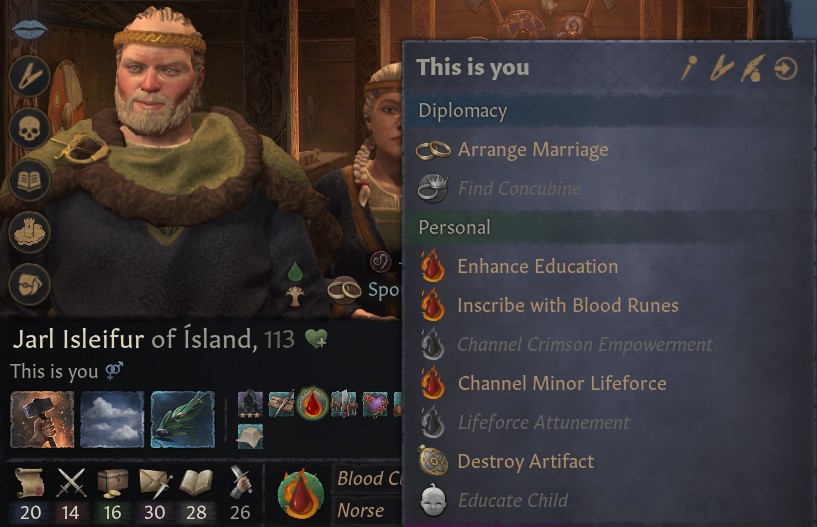 This is you
Diplomacy
Arrange Marriage
Find Concubine
Personal
Enhance Education
Inscribe with Blood Runes
Channel Crimson Empowerment
Channel Minor Lifeforce
Lifeforce Attunement
Destroy Artifact
Educate Child
Spo
Jarl Isleifur of Ísland, 113
This is you
20 14 16 30 28 26
Blood C
Norse